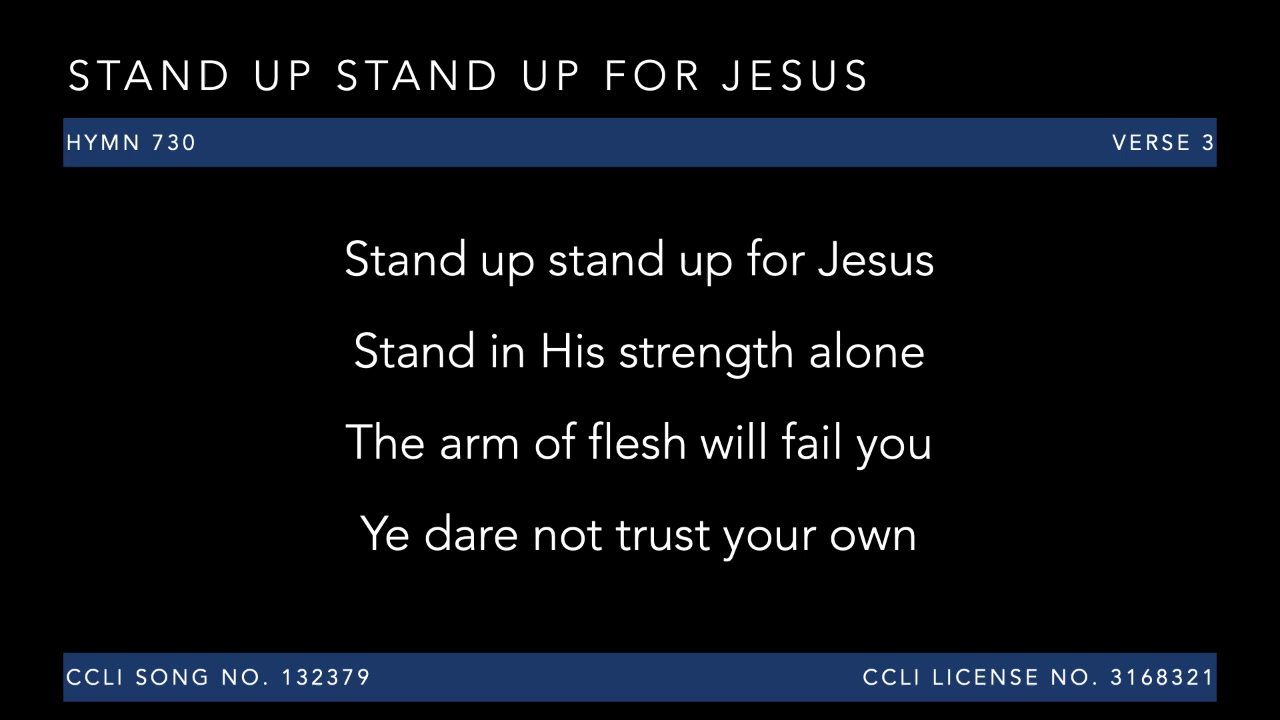 STAND UP STAND UP FOR JESUS
HYMN 730 VERSE 3
Stand up stand up for Jesus
Stand in His strength alone
The arm of flesh will fail you
Ye dare not trust your own
CCLI SONG NO. 132379 CCLI LICENSE NO. 3168321